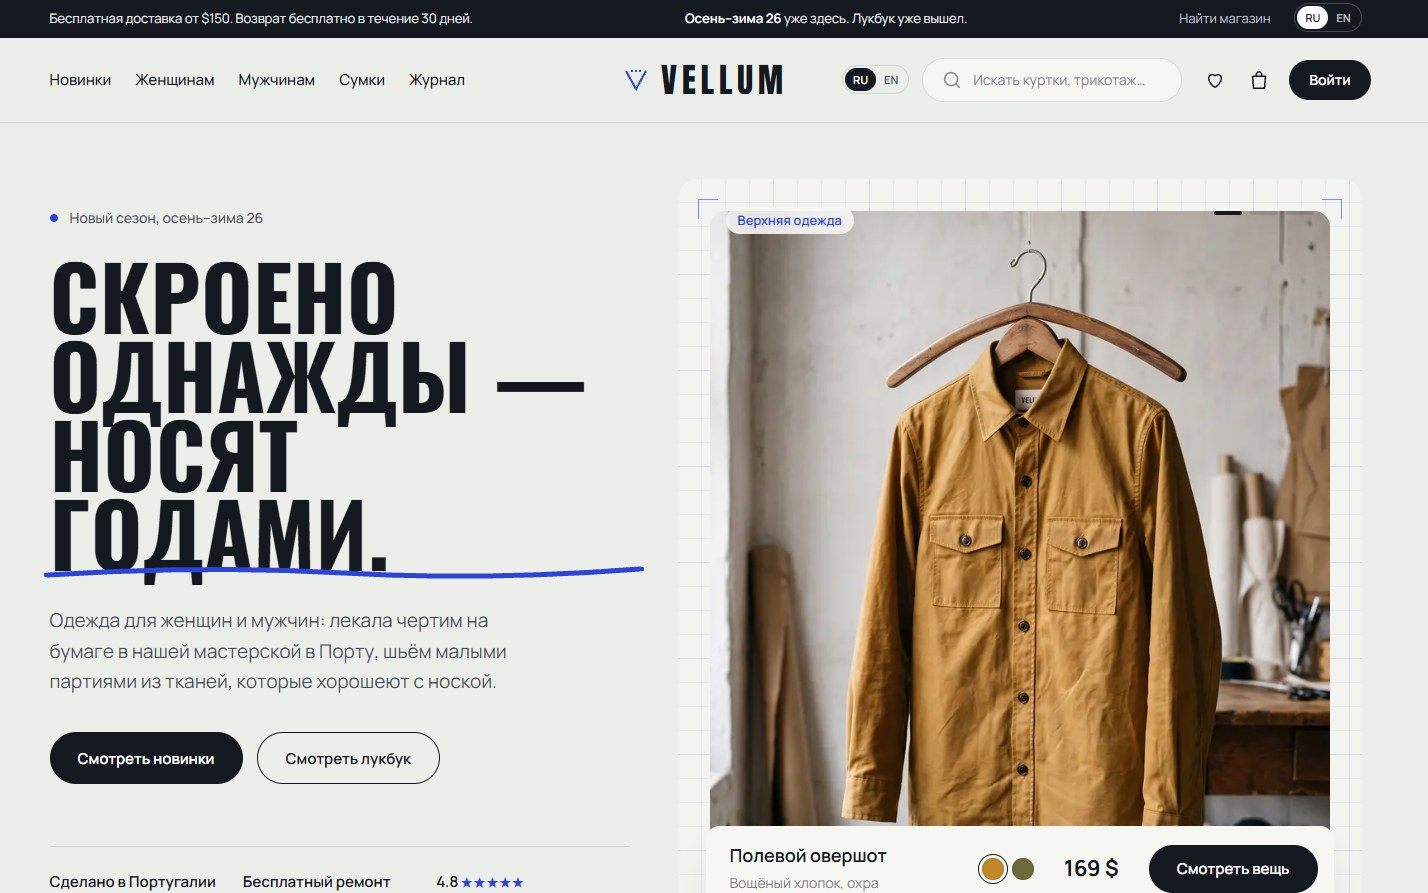 Бесплатная доставка от $150. Возврат бесплатно в течение 30 дней.
Осень–зима 26 уже здесь. Лукбук уже вышел.
Найти магазин
RU EN
Новинки Женщинам Мужчинам Сумки Журнал
VELLUM
RU EN
Искать куртки, трикотаж...
Войти
Новый сезон, осень–зима 26
СКРОЕНО
ОДНАЖДЫ —
НОСЯТ
ГОДАМИ.
Одежда для женщин и мужчин: лекала чертим на
бумаге в нашей мастерской в Порту, шьём малыми
партиями из тканей, которые хорошеют с ноской.
Смотреть новинки
Смотреть лукбук
Сделано в Португалии
Бесплатный ремонт
4.8 ★★★★★
Верхняя одежда
Полевой овершот
Вощёный хлопок, охра
169 $
Смотреть вещь